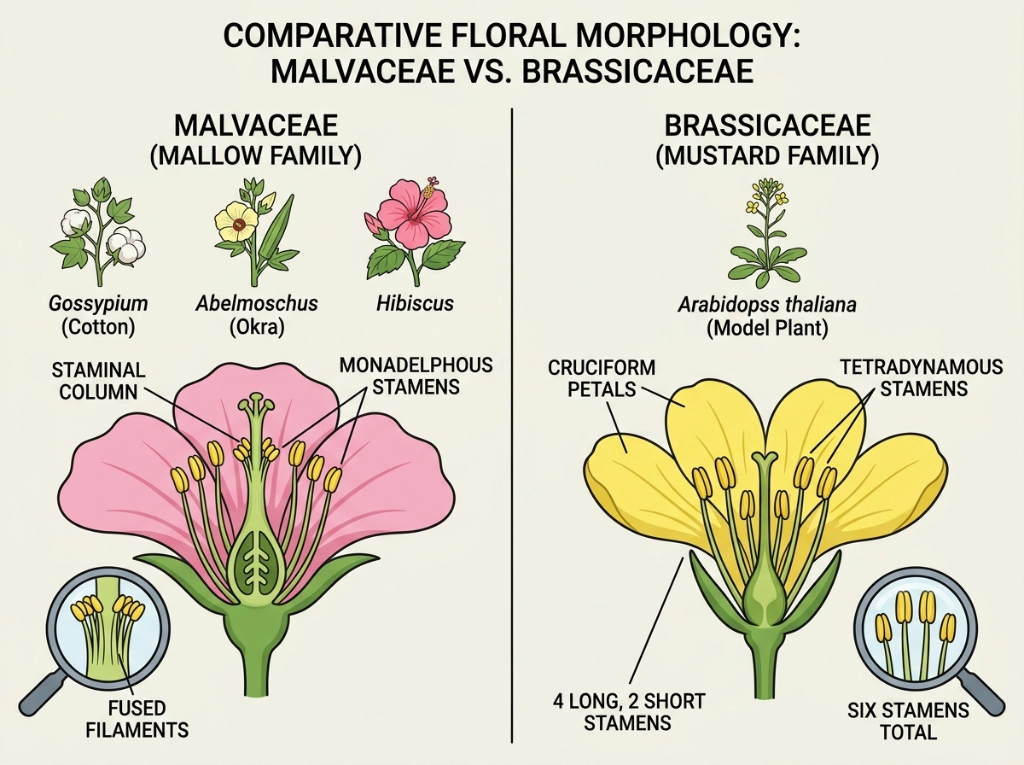 COMPARATIVE FLORAL MORPHOLOGY:
MALVACEAE VS. BRASSICACEAE
MALVACEAE
(MALLOW FAMILY)
Gossypium
(Cotton)
Abelmoschus
(Okra)
Hibiscus
STAMINAL
COLUMN
MONADELPHOUS
STAMENS
FUSED
FILAMENTS
BRASSICACEAE
(MUSTARD FAMILY)
Arabidopss thaliana
(Model Plant)
CRUCIFORM
PETALS
TETRADYNAMOUS
STAMENS
4 LONG, 2 SHORT
STAMENS
SIX STAMENS
TOTAL